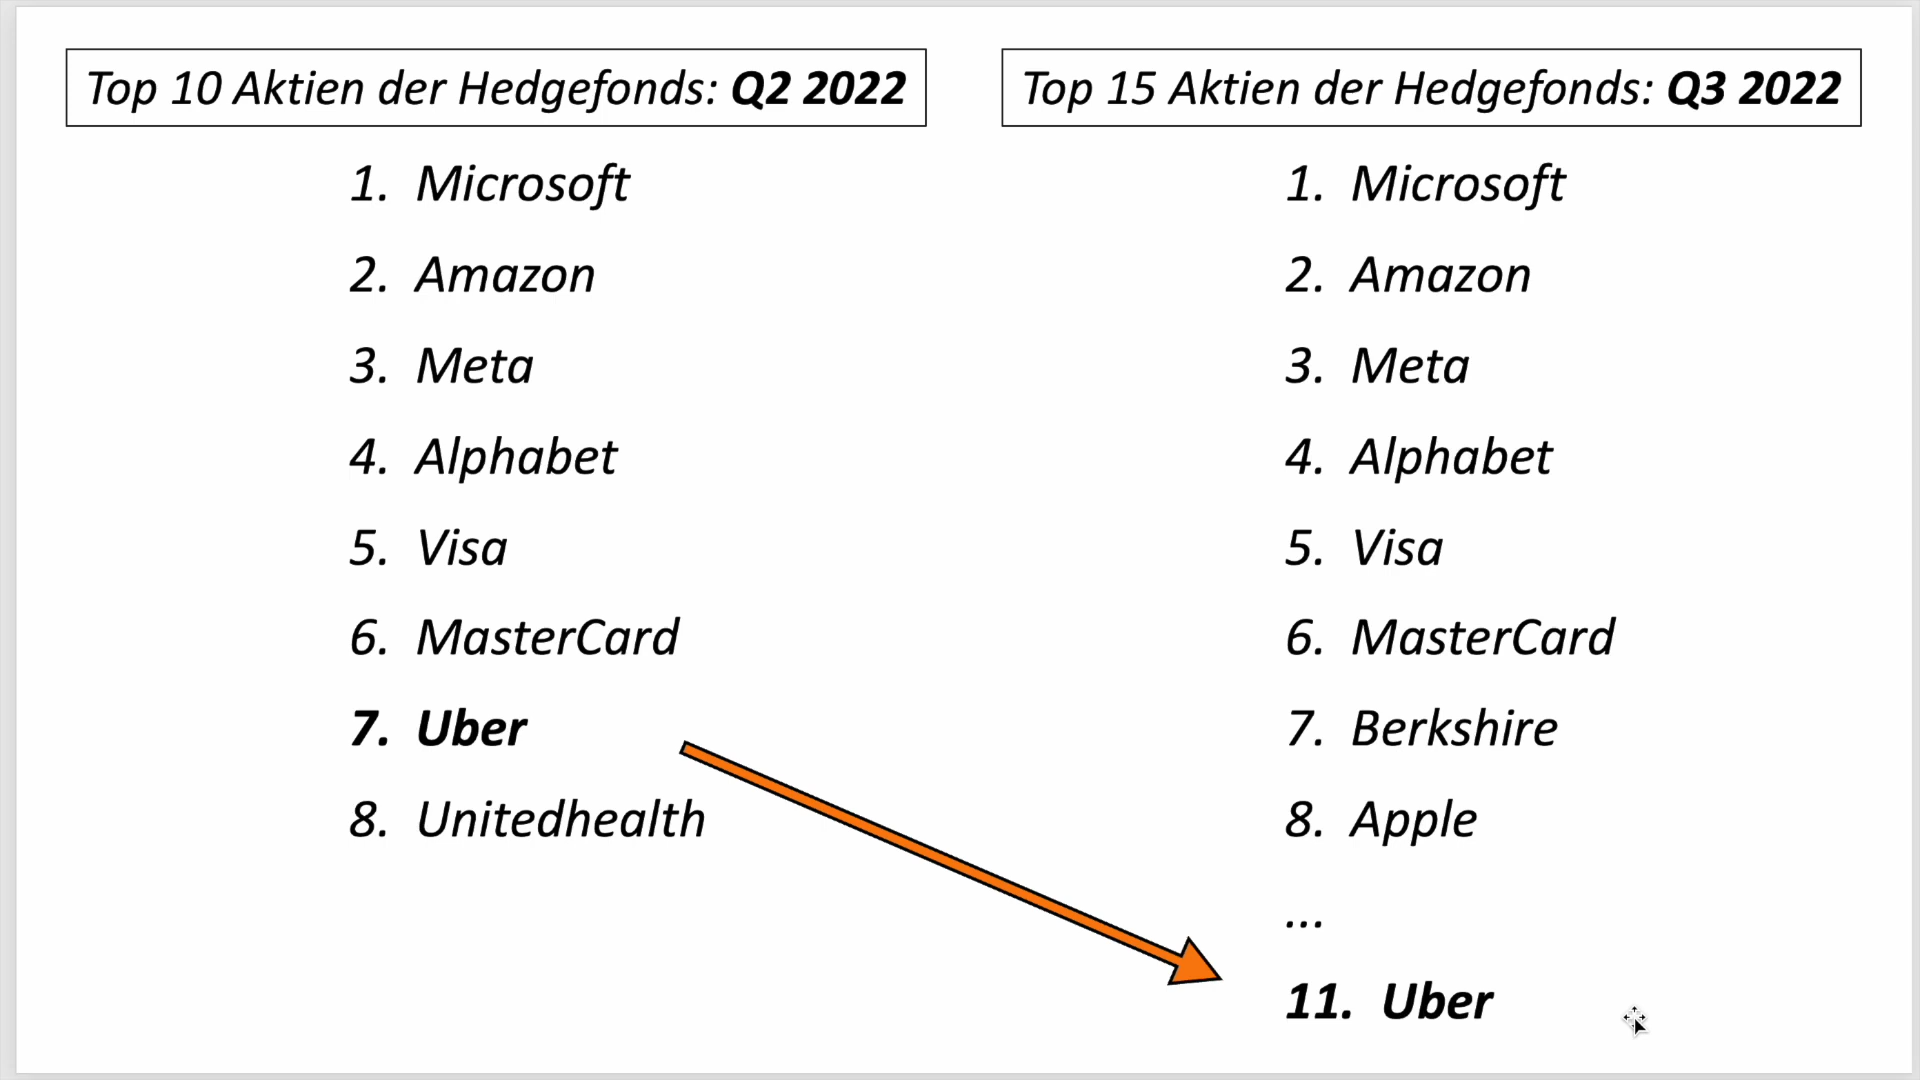 Top 10 Aktien der Hedgefonds: Q2 2022
1. Microsoft
2. Amazon
3. Meta
4. Alphabet
5. Visa
6. MasterCard
7. Uber
8. Unitedhealth
Top 15 Aktien der Hedgefonds: Q3 2022
1. Microsoft
2. Amazon
3. Meta
4. Alphabet
5. Visa
6. MasterCard
7. Berkshire
8. Apple
...
11. Uber